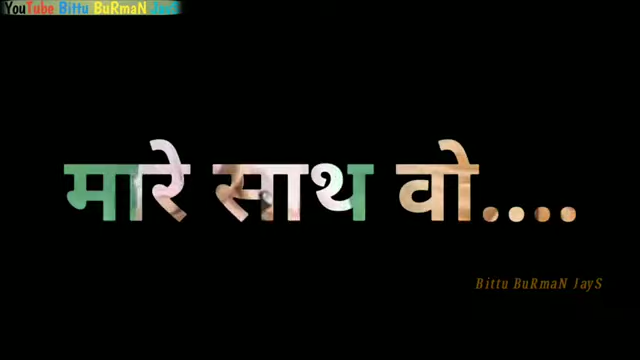 YouTube Bittu BuRmaN JayS
मारे साथ वो....
Bittu BuRmaN JayS